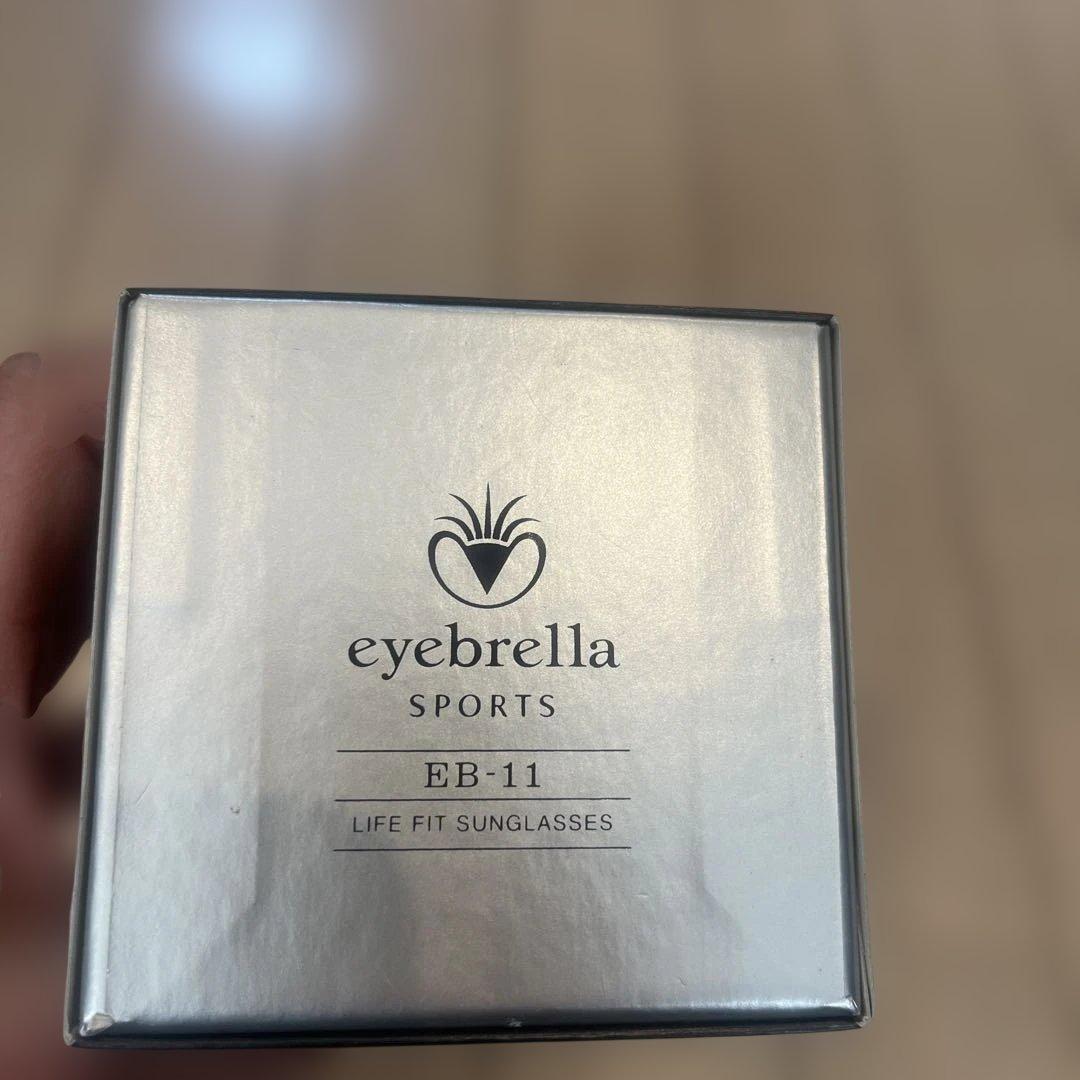 eyebrella
SPORTS
EB-11
LIFE FIT SUNGLASSES